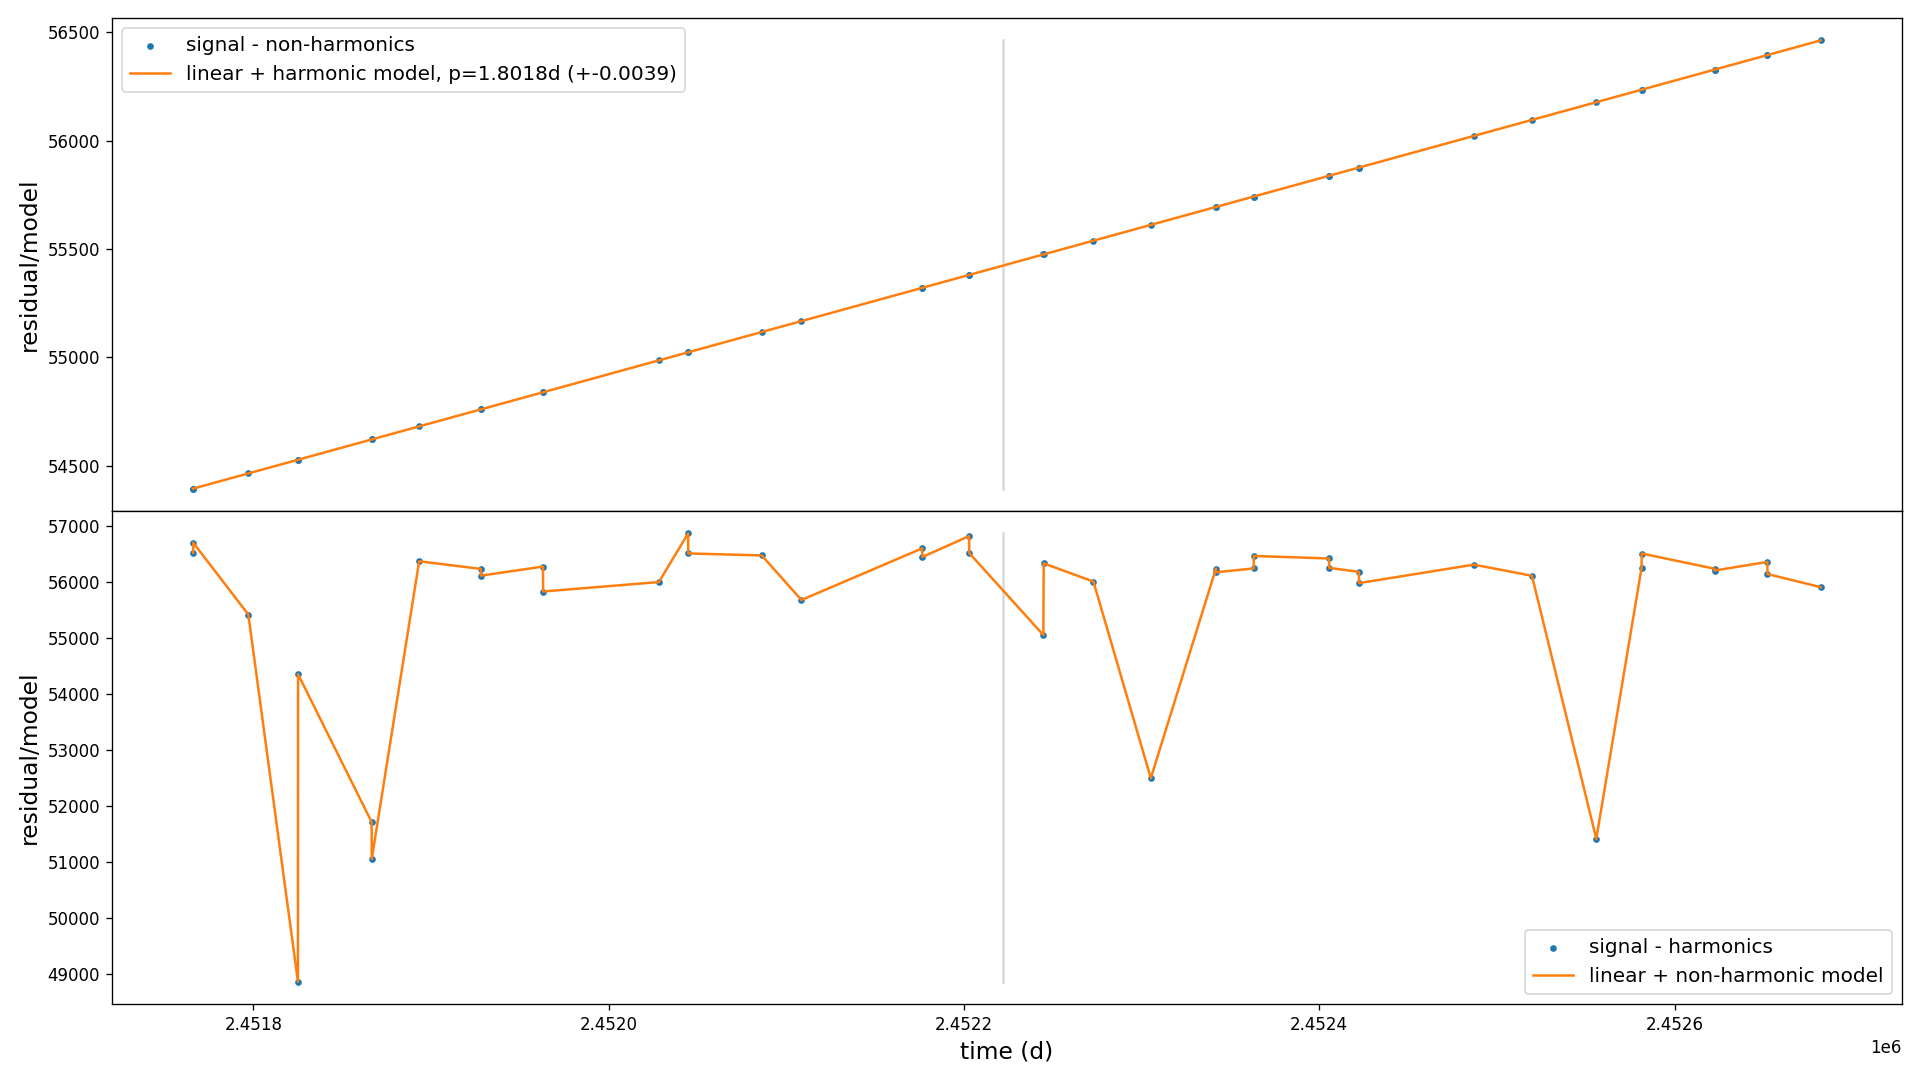 56500
56000
55500
55000
54500
residual/model
signal - non-harmonics
linear + harmonic model, p=1.8018d (+-0.0039)
57000
56000
55000
54000
53000
52000
51000
50000
49000
residual/model
signal - harmonics
linear + non-harmonic model
2.4518
2.4520
2.4522
2.4524
2.4526
1e6
time (d)